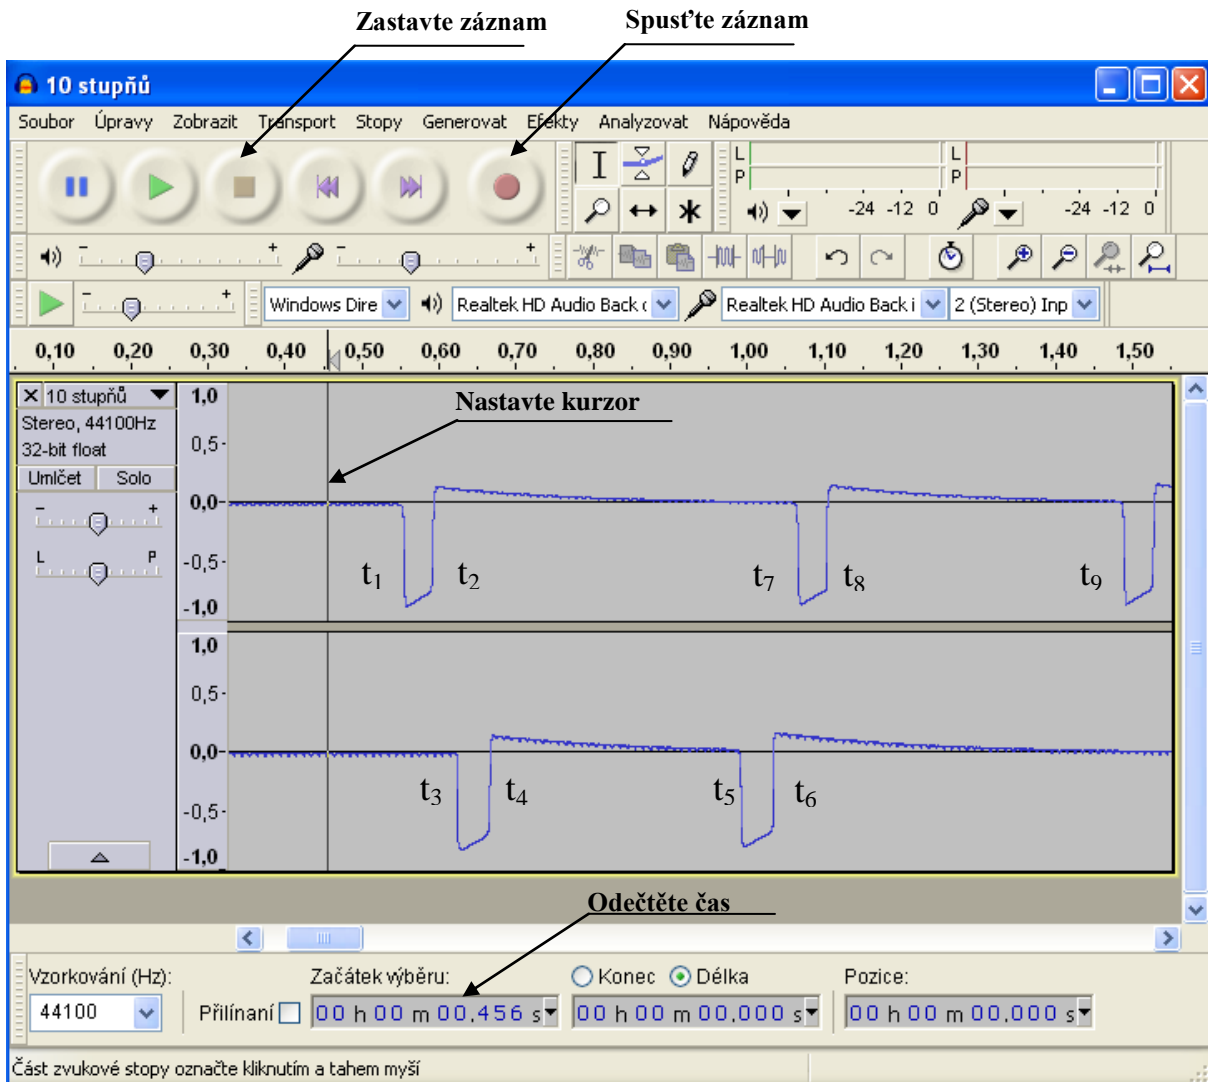 Zastavte záznam
Spusťte záznam
10 stupňů
Soubor Úpravy Zobrazit Transport Stopy Generovat Efekty Analyzovat Nápověda
L
P
-24 -12 0
L
P
-24 -12 0
- +
- +
- +
Windows Dire
Realtek HD Audio Back
Realtek HD Audio Back i
2 (Stereo) Inp
0,10 0,20 0,30 0,40 0,50 0,60 0,70 0,80 0,90 1,00 1,10 1,20 1,30 1,40 1,50
X 10 stupňů
Stereo, 44100Hz
32-bit float
Umlčet Solo
- +
L P
1,0
0,5-
0,0-
-0,5-
-1,0
Nastavte kurzor
t1 t2 t7 t8 t9
1,0
0,5-
0,0-
-0,5-
-1,0
t3 t4 t5 t6
Odečtěte čas
Vzorkování (Hz): Začátek výběru: Konec Délka Pozice:
44100 Přilínaní 00 h 00 m 00,456 s 00 h 00 m 00,000 s 00 h 00 m 00,000 s
Část zvukové stopy označte kliknutím a tahem myší